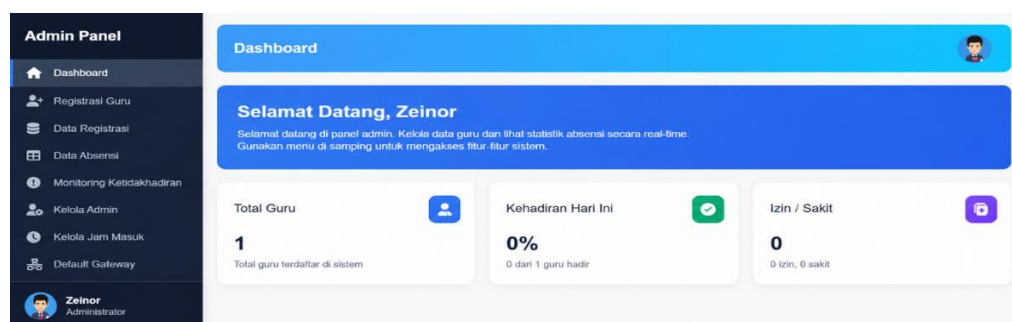 Admin Panel
Dashboard
Registrasi Guru
Data Registrasi
Data Absensi
Monitoring Ketidakhadiran
Kelola Admin
Kelola Jam Masuk
Default Gateway
Zeinor
Administrator
Dashboard
Selamat Datang, Zeinor
Selamat datang di panel admin. Kelola data guru dan lihat statistik absensi secara real-time.
Gunakan menu di samping untuk mengakses fitur-fitur sistem.
Total Guru
1
Total guru terdaftar di sistem
Kehadiran Hari Ini
0%
0 dari 1 guru hadir
Izin / Sakit
0
0 izin, 0 sakit